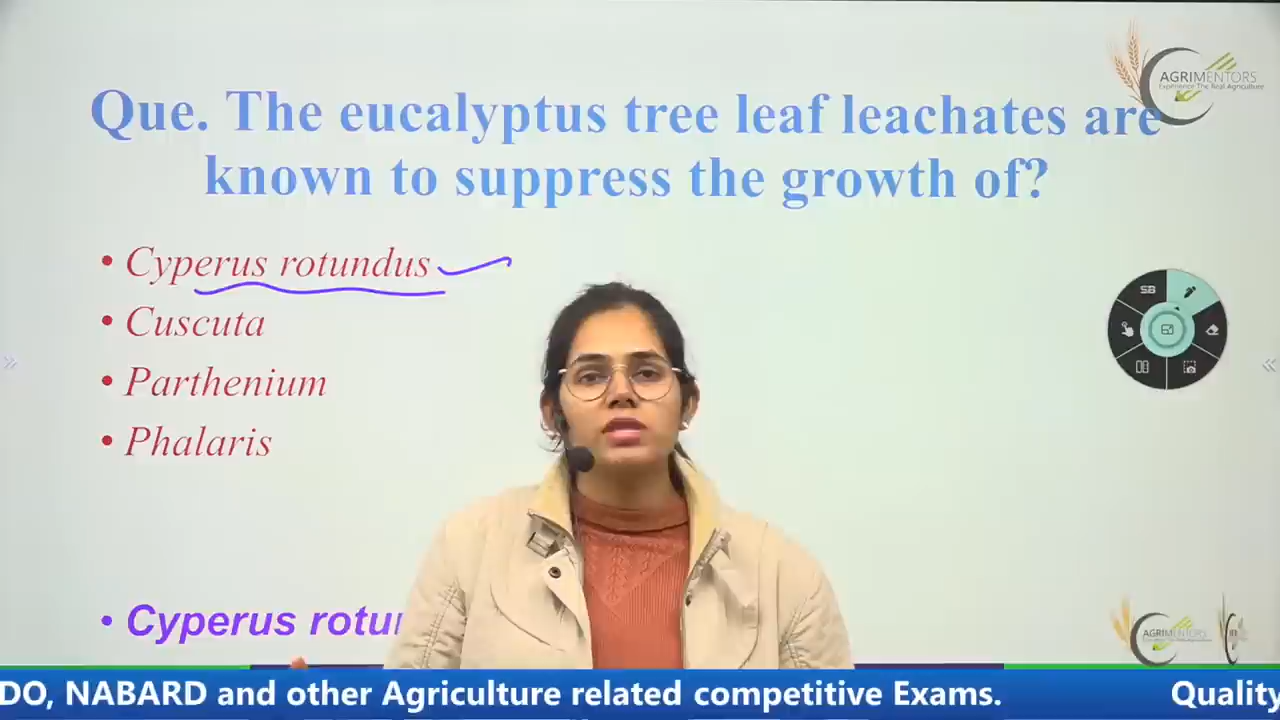 AGRIMENTORS
Experience The Real Agriculture
Que. The eucalyptus tree leaf leachates are
known to suppress the growth of?
• Cyperus rotundus
• Cuscuta
• Parthenium
• Phalaris
SB
• Cyperus
AGRIMENTORS
DO, NABARD and other Agriculture related competitive Exams.
Quality